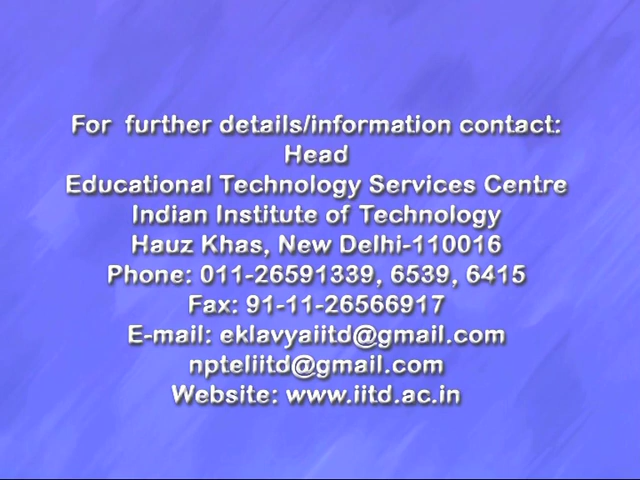 For further details/information contact:
Head
Educational Technology Services Centre
Indian Institute of Technology
Hauz Khas, New Delhi-110016
Phone: 011-26591339, 6539, 6415
Fax: 91-11-26566917
E-mail: eklavyaiitd@gmail.com
npteliitd@gmail.com
Website: www.iitd.ac.in